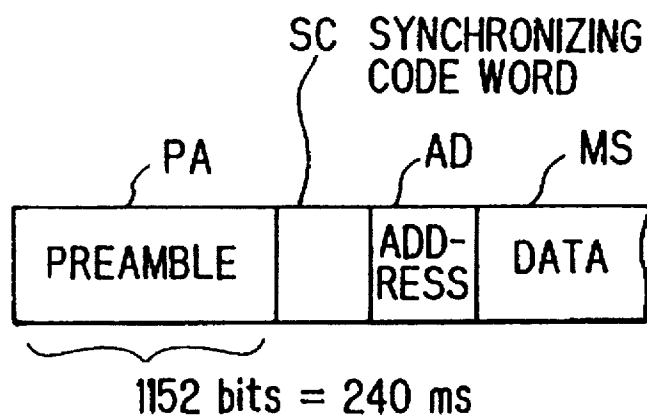 SC SYNCHRONIZING
CODE WORD
PA
AD
MS
PREAMBLE
ADD-
RESS
DATA
1152 bits = 240 ms